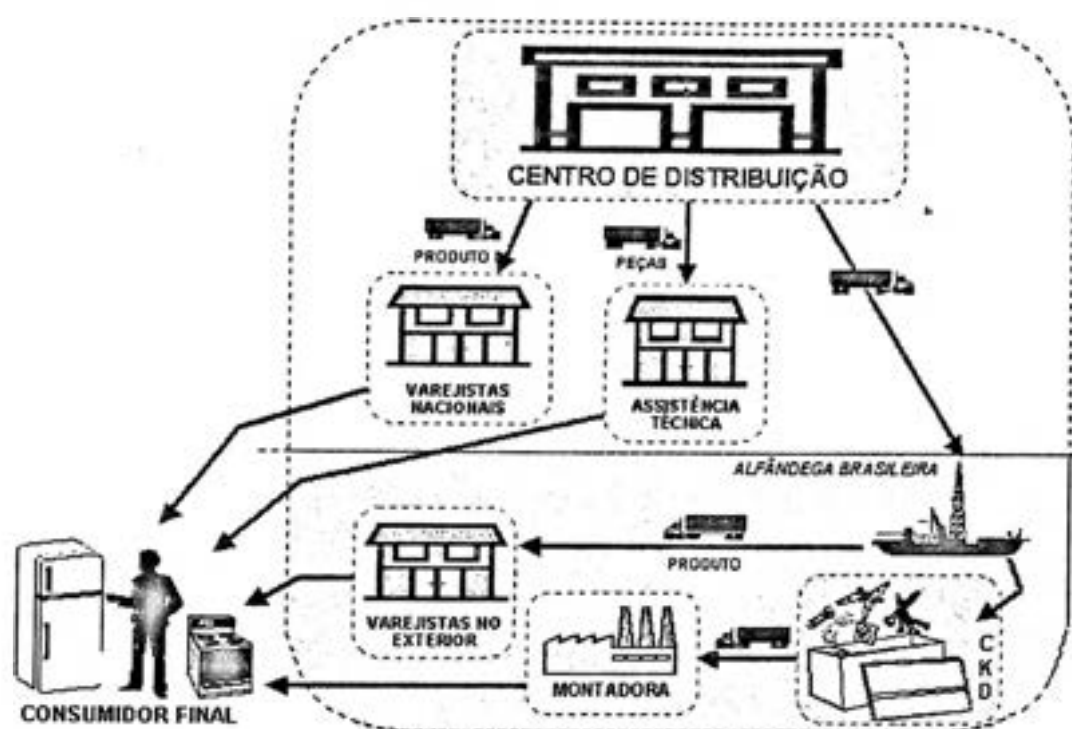 CENTRO DE DISTRIBUIÇÃO
PRODUTO
PEÇAS
VAREJISTAS
NACIONAIS
ASSISTÊNCIA
TÉCNICA
ALFÂNDEGA BRASILEIRA
PRODUTO
VAREJISTAS NO
EXTERIOR
MONTADORA
C
K
D
CONSUMIDOR FINAL